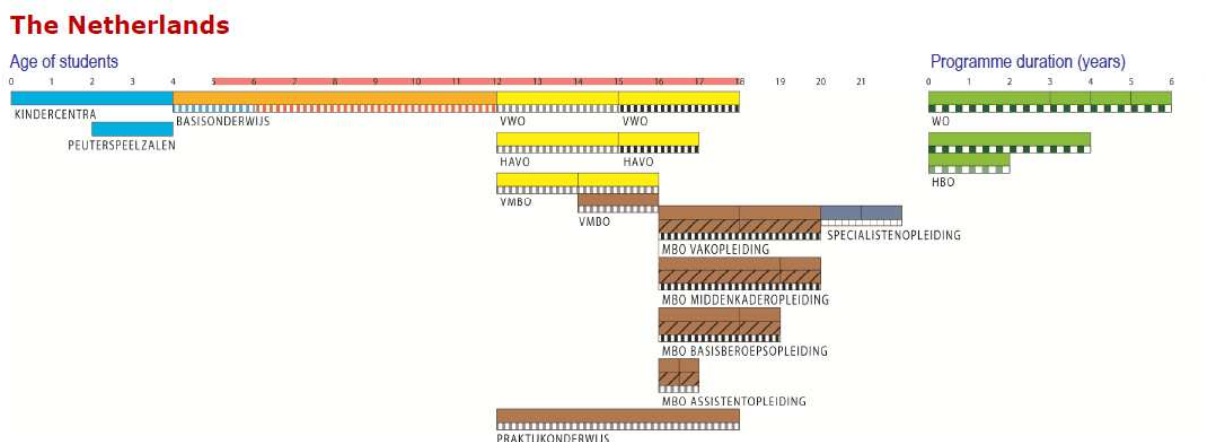 The Netherlands
Age of students
Programme duration (years)
0 1 2 3 4 5 6 7 8 9 10 11 12 13 14 15 16 17 18 19 20 21
0 1 2 3 4 5 6
KINDERCENTRA
BASISONDERWIJS
VWO
VWO
WO
PEUTERSPEELZALEN
HAVO
HAVO
HBO
VMBO
VMBO
MBO VAKOPLEIDING
SPECIALISTENOPLEIDING
MBO MIDDENKADEROPLEIDING
MBO BASISBEROEPSOPLEIDING
MBO ASSISTENTOPLEIDING
PRAKTIJKONDERWIJS